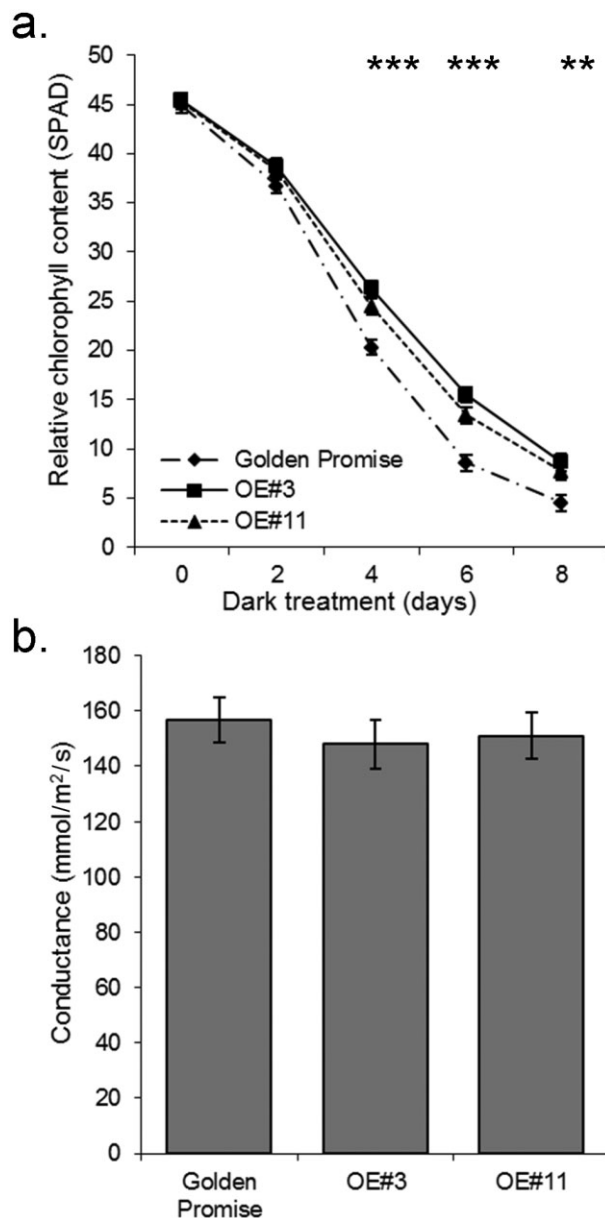 a.
*** *** **
Relative chlorophyll content (SPAD)
50
45
40
35
30
25
20
15
10
5
0
Golden Promise
OE#3
OE#11
0 2 4 6 8
Dark treatment (days)
b.
Conductance (mmol/m²/s)
180
160
140
120
100
80
60
40
20
0
Golden Promise
OE#3
OE#11